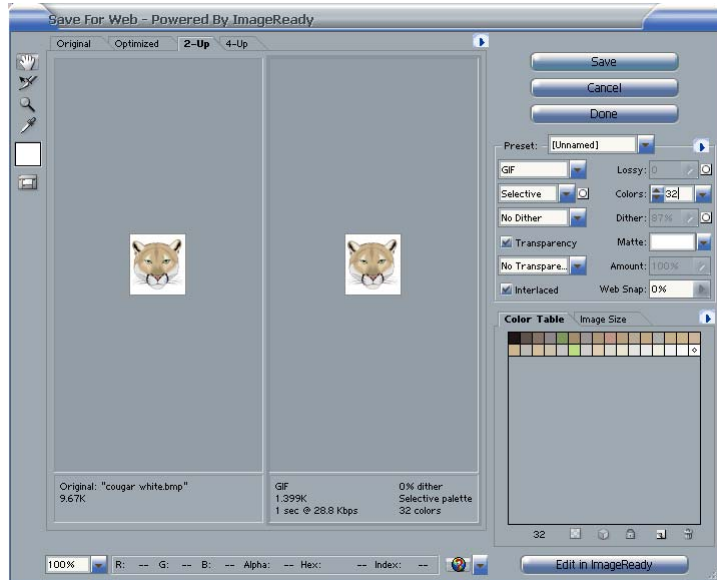 Save For Web - Powered By ImageReady
Original Optimized 2-Up 4-Up
Save
Cancel
Done
Preset: [Unnamed]
GIF Lossy: 0
Selective Colors: 32
No Dither Dither: 87%
Transparency Matte:
No Transpare... Amount: 100%
Interlaced Web Snap: 0%
Color Table Image Size
Original: "cougar white.bmp"
9.67K
GIF 0% dither
1.399K Selective palette
1 sec @ 28.8 Kbps 32 colors
32
100% R: -- G: -- B: -- Alpha: -- Hex: -- Index: --
Edit in ImageReady